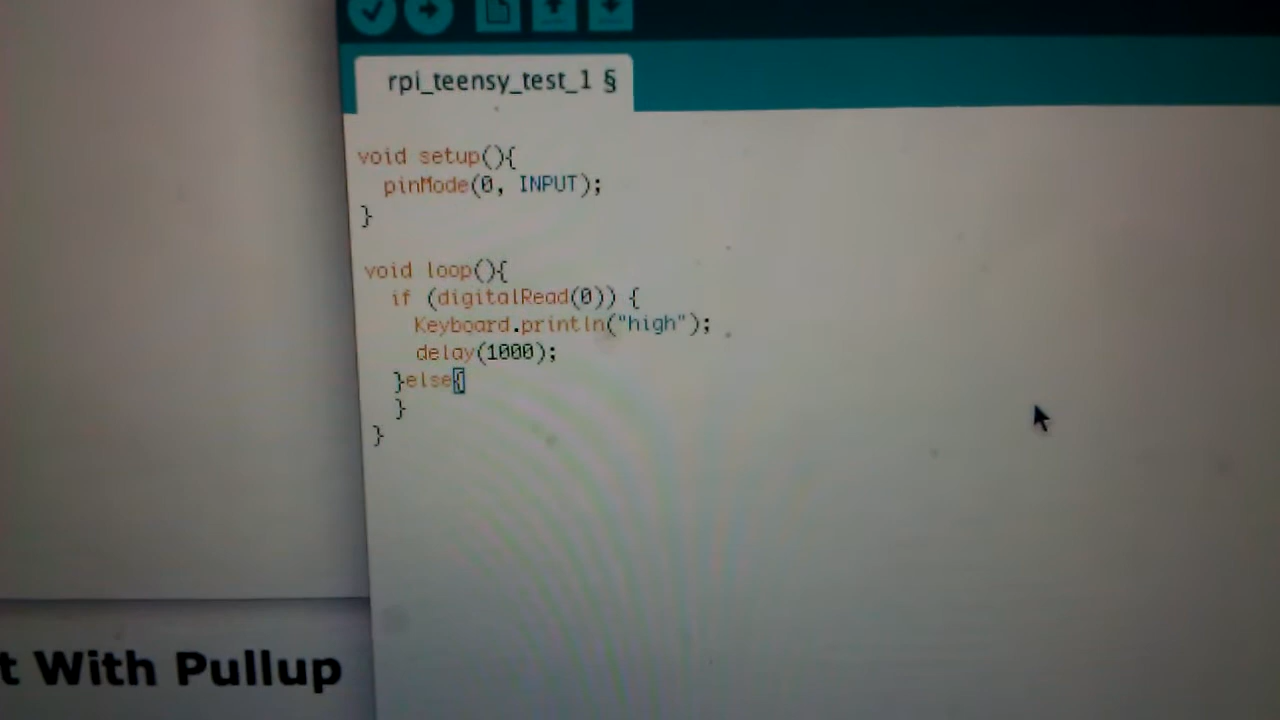 rpi_teensy_test_1 §
void setup(){
  pinMode(0, INPUT);
}
void loop(){
  if (digitalRead(0)) {
    Keyboard.println("high");
    delay(1000);
  }else{
  }
}
t With Pullup